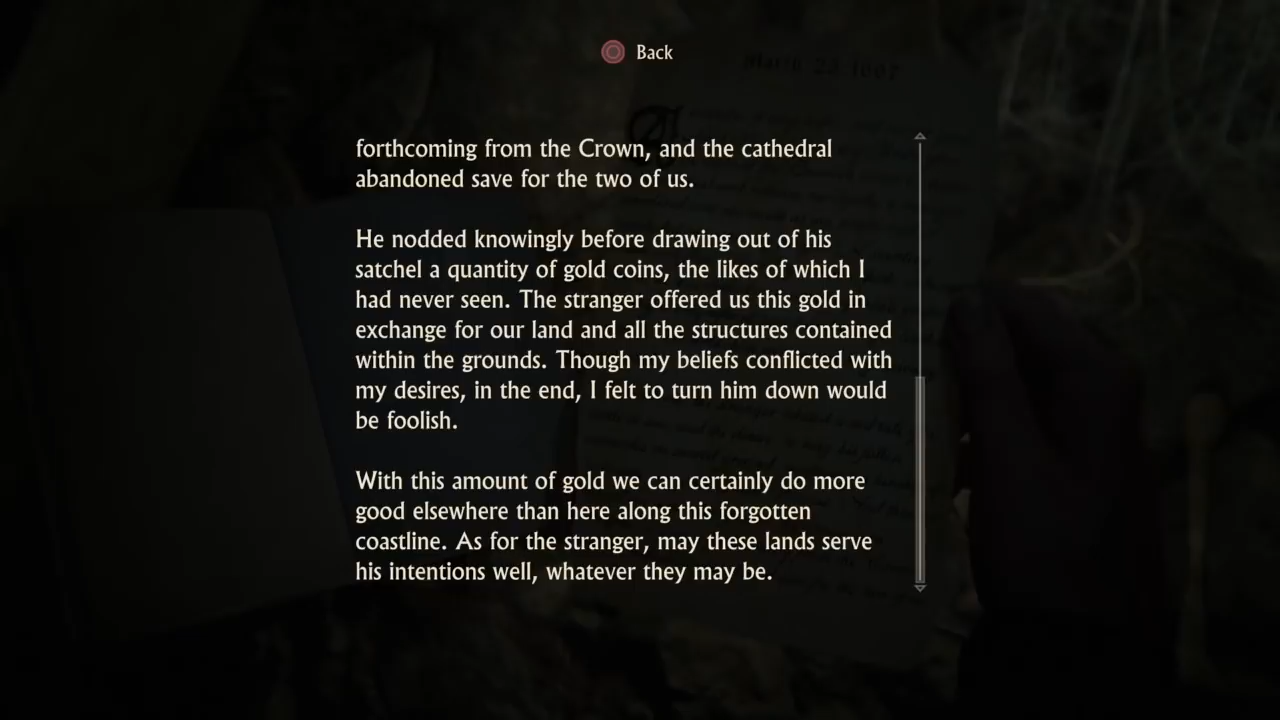 Back
March 23 1607
forthcoming from the Crown, and the cathedral
abandoned save for the two of us.
He nodded knowingly before drawing out of his
satchel a quantity of gold coins, the likes of which I
had never seen. The stranger offered us this gold in
exchange for our land and all the structures contained
within the grounds. Though my beliefs conflicted with
my desires, in the end, I felt to turn him down would
be foolish.
With this amount of gold we can certainly do more
good elsewhere than here along this forgotten
coastline. As for the stranger, may these lands serve
his intentions well, whatever they may be.